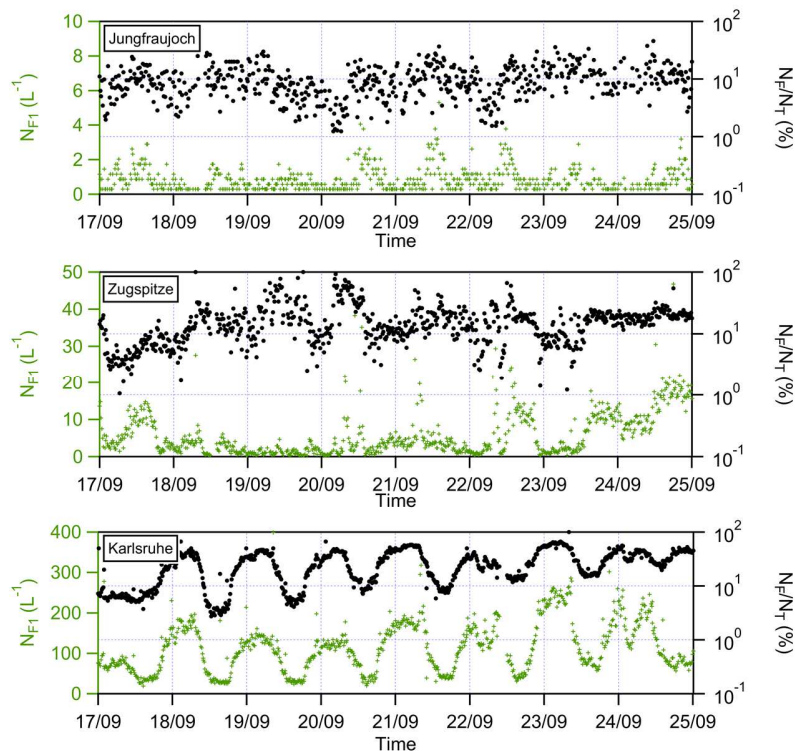 10
8
6
4
2
0
N_F1 (L^-1)
Jungfraujoch
10^2
10^1
10^0
10^-1
N_F/N_T (%)
17/09 18/09 19/09 20/09 21/09 22/09 23/09 24/09 25/09
Time
50
40
30
20
10
0
N_F1 (L^-1)
Zugspitze
10^2
10^1
10^0
10^-1
N_F/N_T (%)
17/09 18/09 19/09 20/09 21/09 22/09 23/09 24/09 25/09
Time
400
300
200
100
0
N_F1 (L^-1)
Karlsruhe
10^2
10^1
10^0
10^-1
N_F/N_T (%)
17/09 18/09 19/09 20/09 21/09 22/09 23/09 24/09 25/09
Time